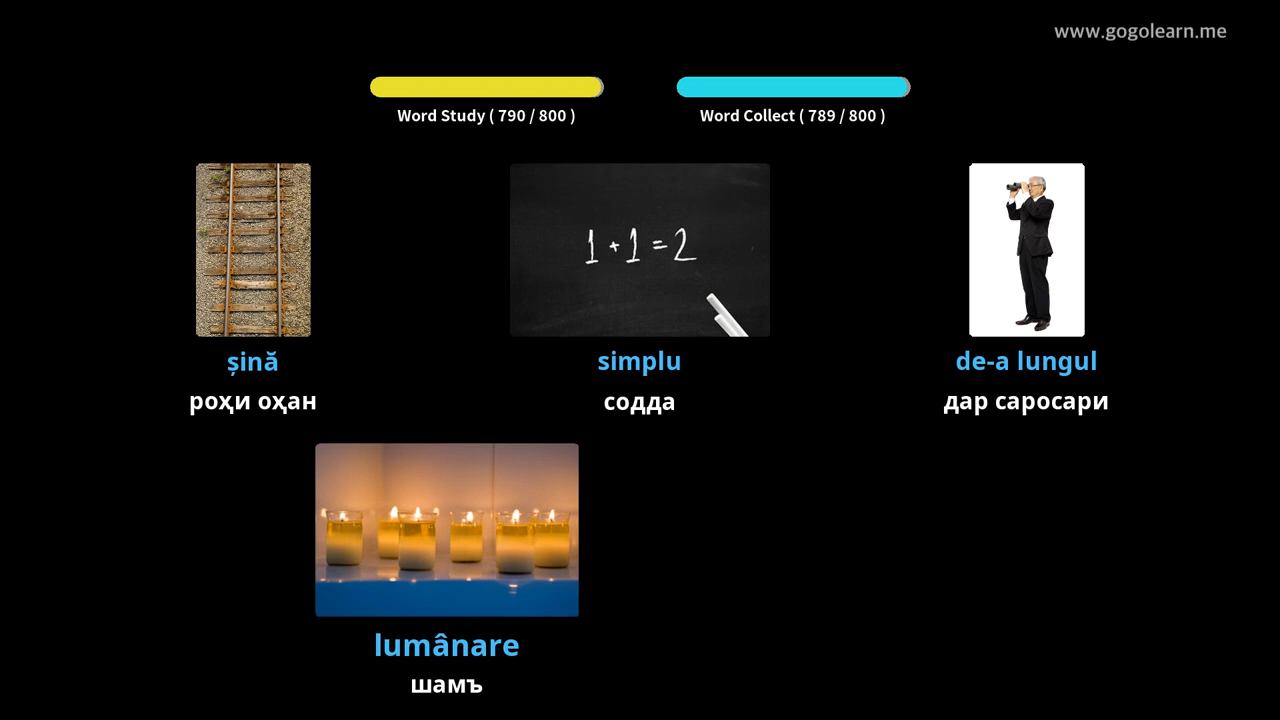 www.gogolearn.me
Word Study ( 790 / 800 )
Word Collect ( 789 / 800 )
1 + 1 = 2
șină
simplu
de-a lungul
роҳи оҳан
содда
дар саросари
lumânare
шамъ